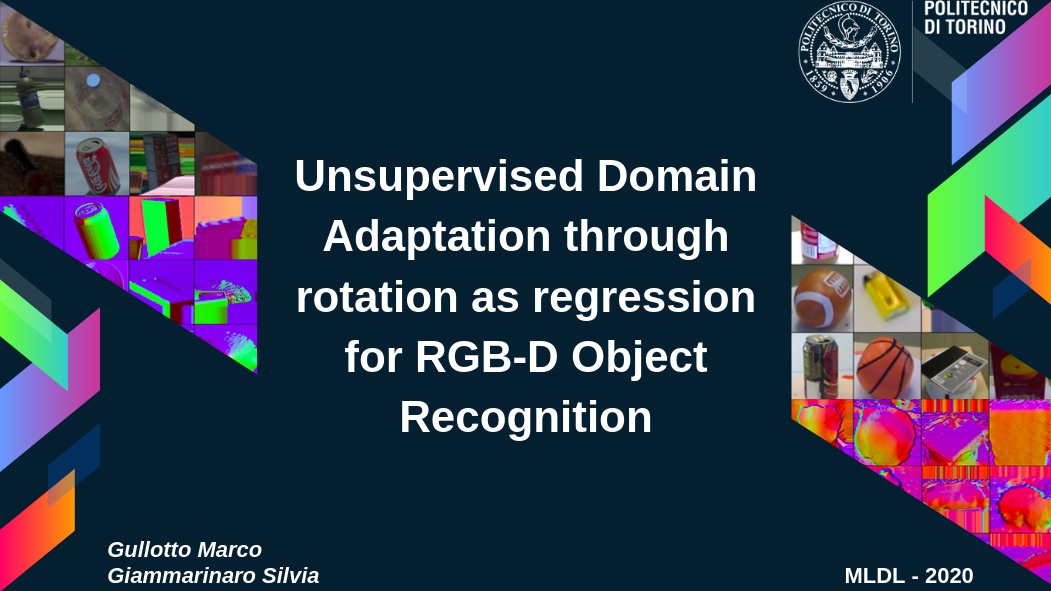 POLITECNICO
DI TORINO
POLITECNICO DI TORINO
1859
1906
Unsupervised Domain
Adaptation through
rotation as regression
for RGB-D Object
Recognition
Gullotto Marco
Giammarinaro Silvia
MLDL - 2020